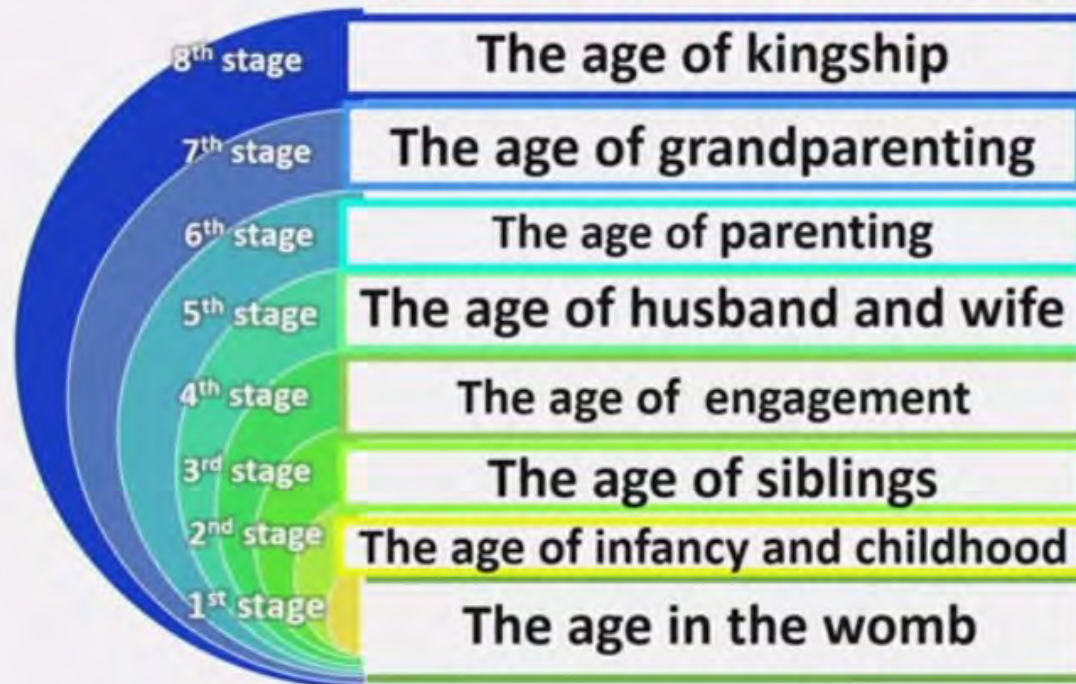 8th stage The age of kingship
7th stage The age of grandparenting
6th stage The age of parenting
5th stage The age of husband and wife
4th stage The age of engagement
3rd stage The age of siblings
2nd stage The age of infancy and childhood
1st stage The age in the womb